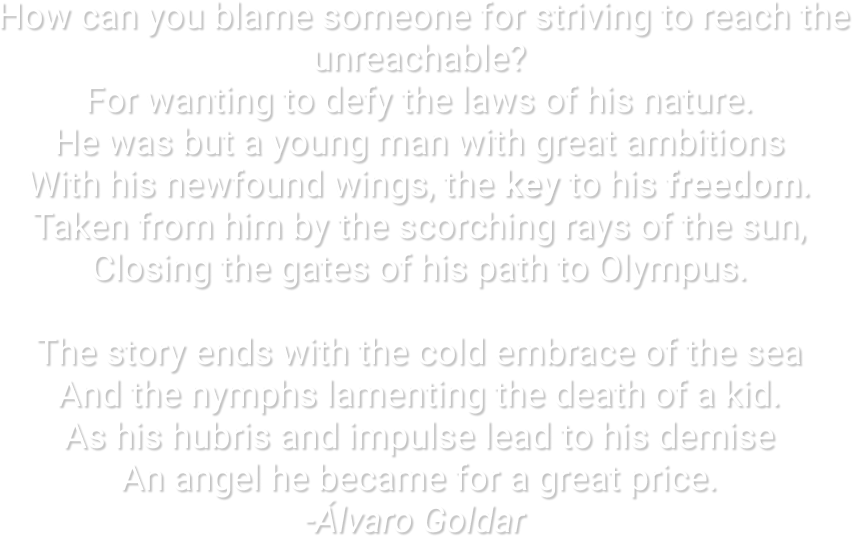 How can you blame someone for striving to reach the
unreachable?
For wanting to defy the laws of his nature.
He was but a young man with great ambitions
With his newfound wings, the key to his freedom.
Taken from him by the scorching rays of the sun,
Closing the gates of his path to Olympus.
The story ends with the cold embrace of the sea
And the nymphs lamenting the death of a kid.
As his hubris and impulse lead to his demise
An angel he became for a great price.
-Álvaro Goldar